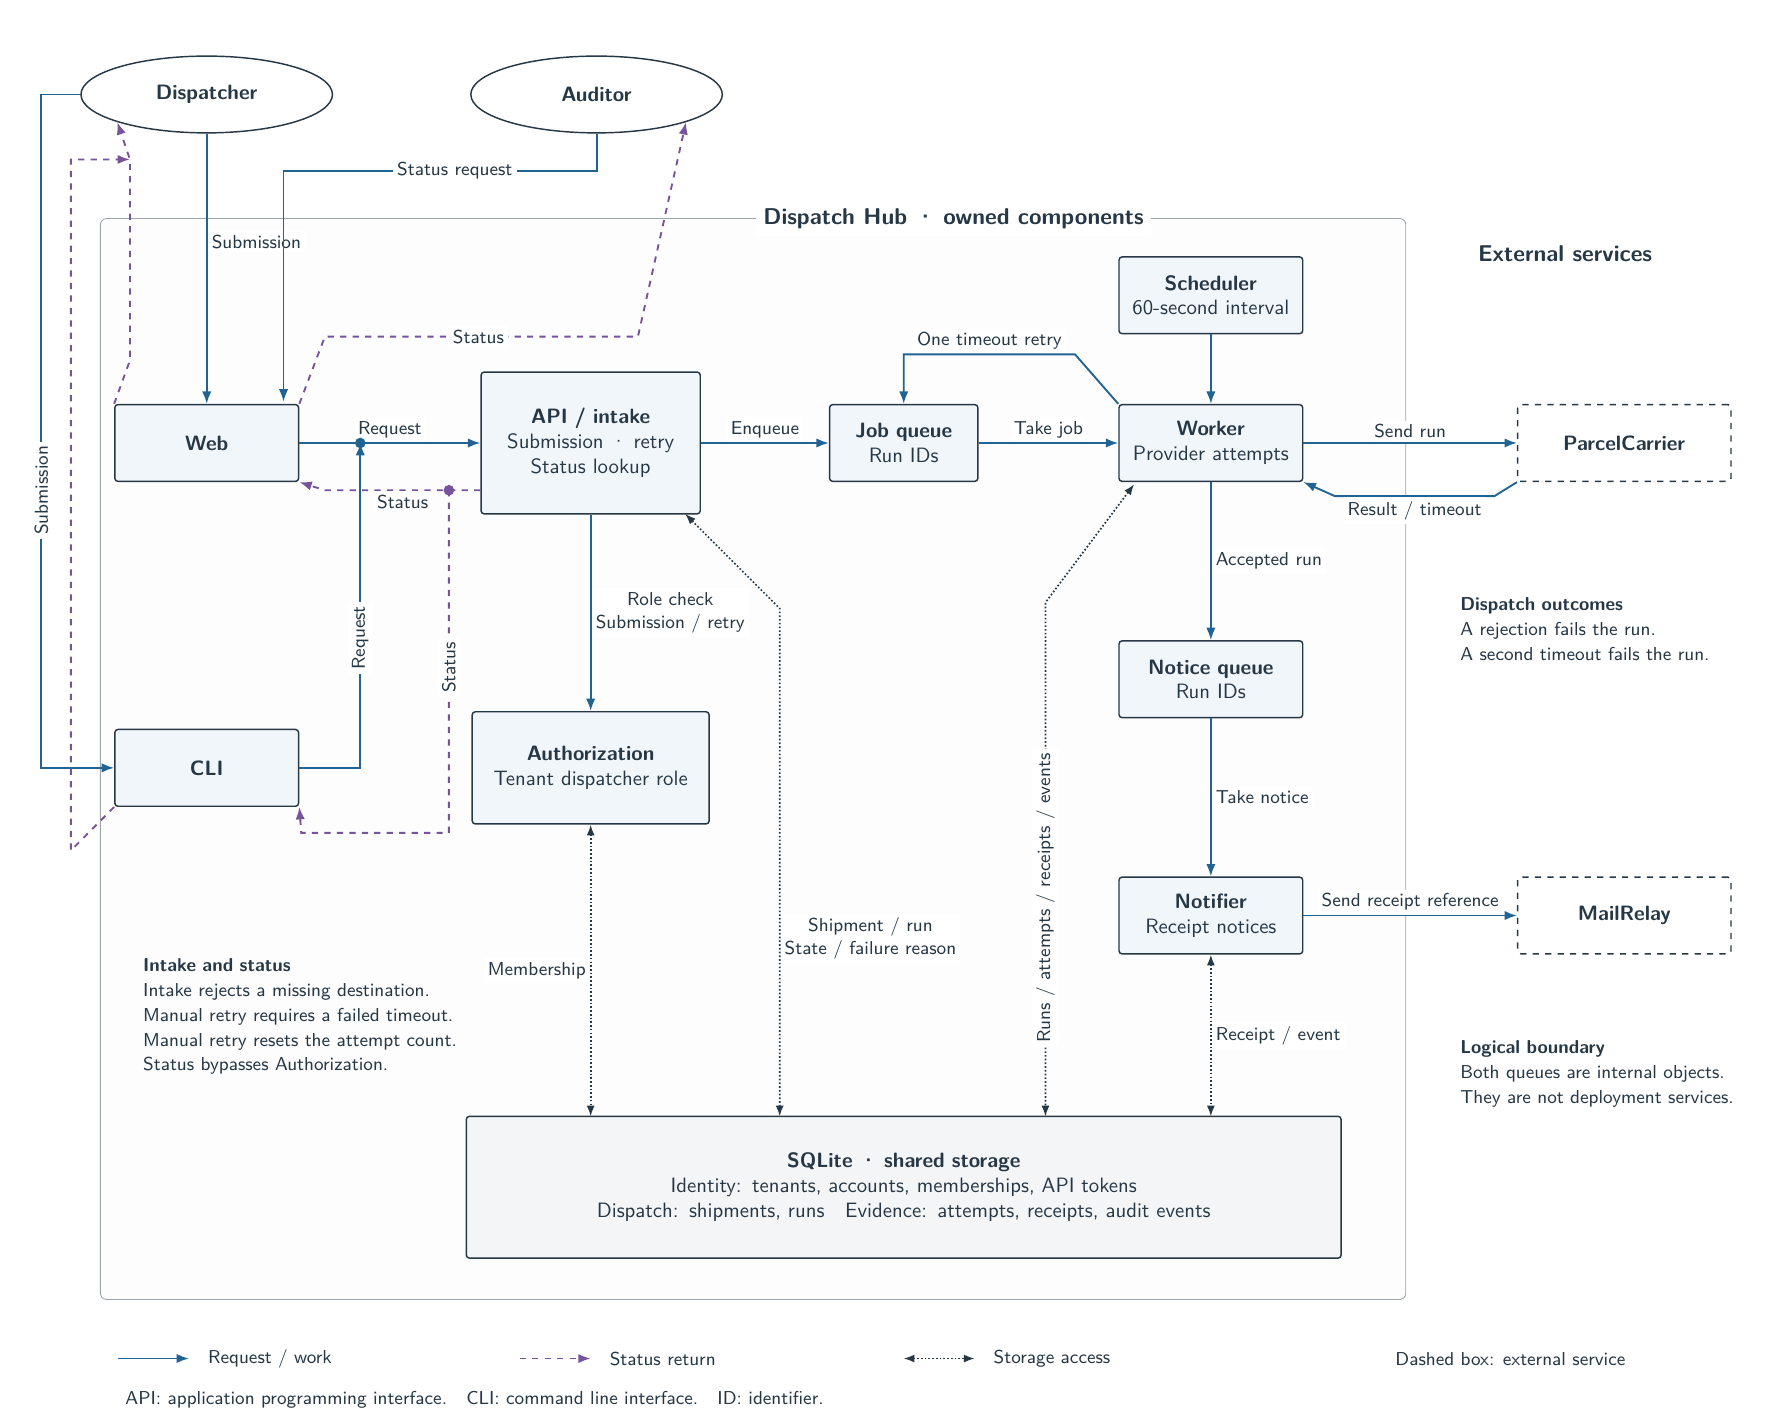 Dispatcher
Auditor
Status request
Dispatch Hub · owned components
Submission
External services
Scheduler
60-second interval
Status
One timeout retry
API / intake
Submission · retry
Status lookup
Web
Request
Enqueue
Job queue
Run IDs
Take job
Worker
Provider attempts
Send run
ParcelCarrier
Status
Result / timeout
Submission
Accepted run
Role check
Submission / retry
Request
Status
Dispatch outcomes
A rejection fails the run.
A second timeout fails the run.
Notice queue
Run IDs
Authorization
Tenant dispatcher role
CLI
Take notice
Runs / attempts / receipts / events
Notifier
Receipt notices
Send receipt reference
MailRelay
Shipment / run
State / failure reason
Membership
Intake and status
Intake rejects a missing destination.
Manual retry requires a failed timeout.
Manual retry resets the attempt count.
Status bypasses Authorization.
Receipt / event
Logical boundary
Both queues are internal objects.
They are not deployment services.
SQLite · shared storage
Identity: tenants, accounts, memberships, API tokens
Dispatch: shipments, runs Evidence: attempts, receipts, audit events
Request / work
Status return
Storage access
Dashed box: external service
API: application programming interface. CLI: command line interface. ID: identifier.